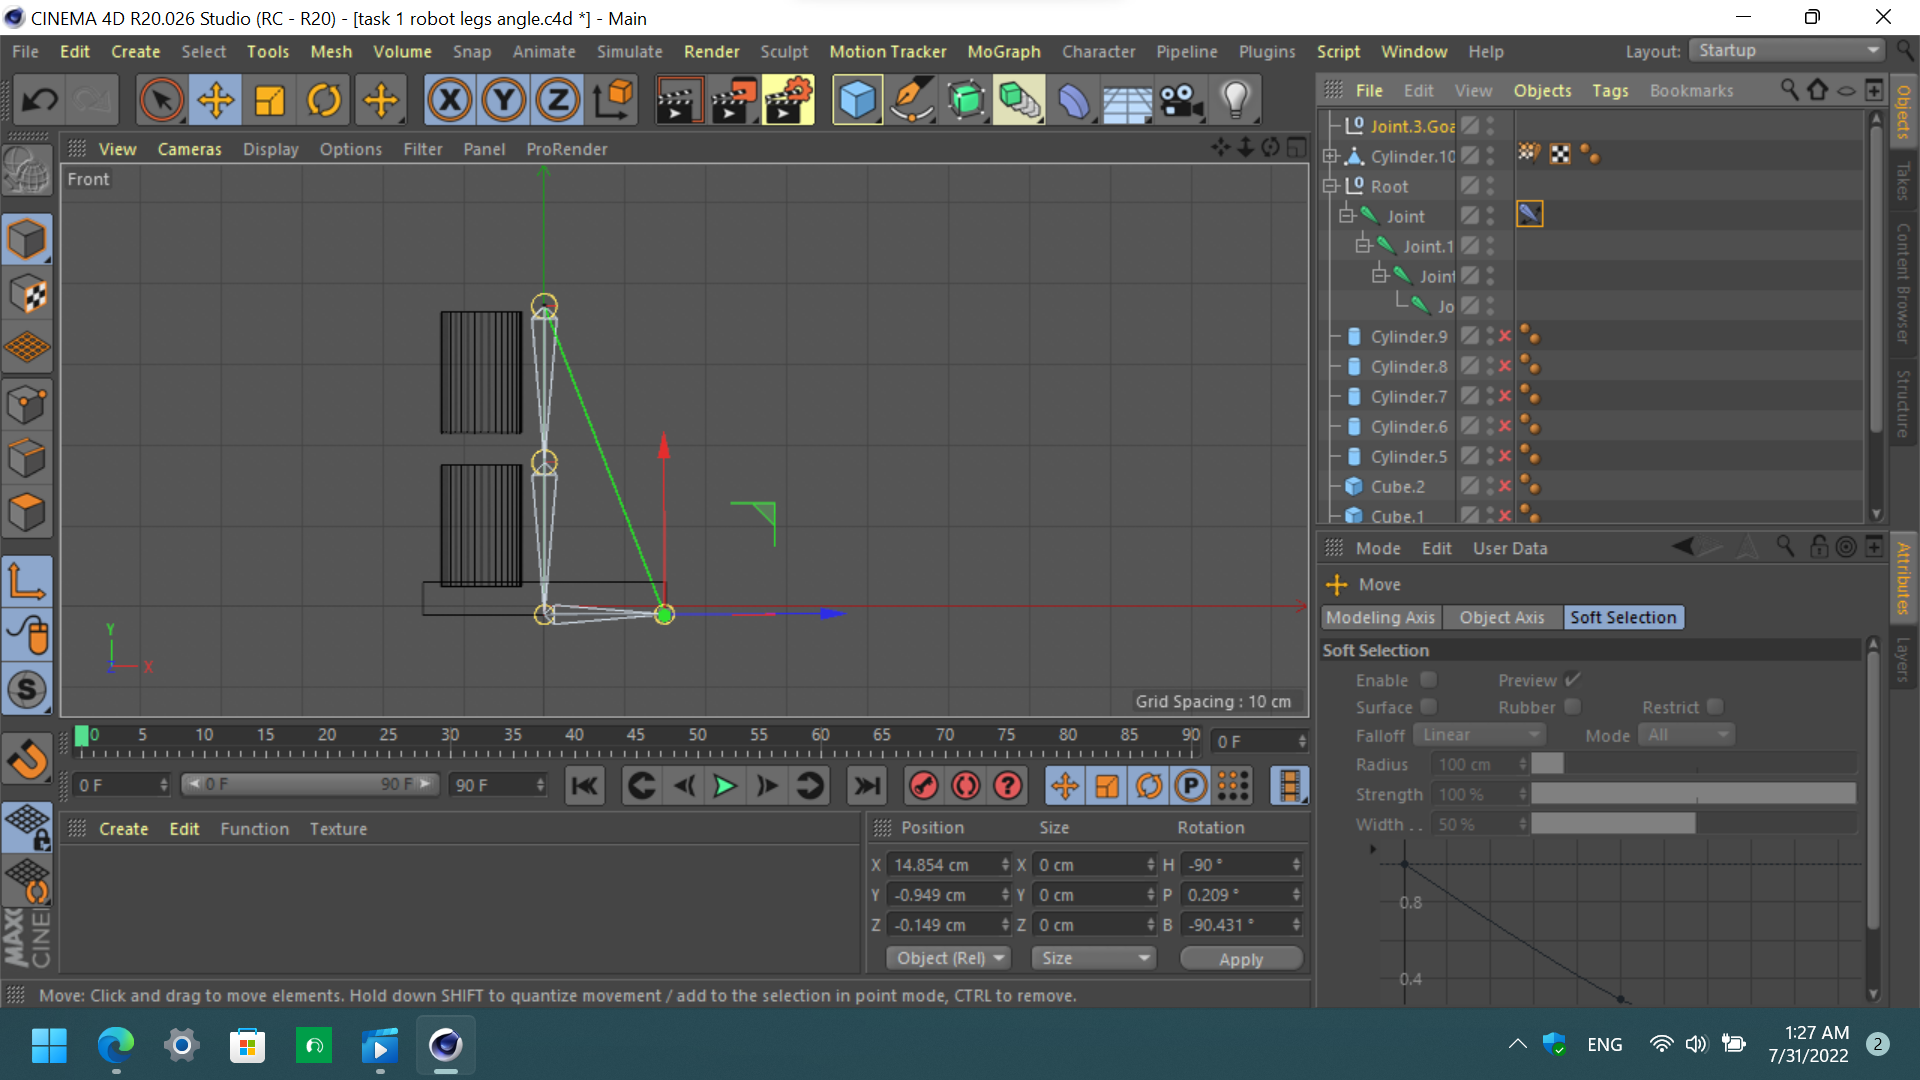 CINEMA 4D R20.026 Studio (RC - R20) - [task 1 robot legs angle.c4d *] - Main
File Edit Create Select Tools Mesh Volume Snap Animate Simulate Render Sculpt Motion Tracker MoGraph Character Pipeline Plugins Script Window Help Layout: Startup
X Y Z
File Edit View Objects Tags Bookmarks
View Cameras Display Options Filter Panel ProRender
Front
Joint.3.Goa
Cylinder.10
Root
Joint
Joint.1
Joint
Jo
Cylinder.9
Cylinder.8
Cylinder.7
Cylinder.6
Cylinder.5
Cube.2
Cube.1
Objects
Takes
Content Browser
Structure
Y
X
Z
Grid Spacing : 10 cm
Mode Edit User Data
Move
Modeling Axis Object Axis Soft Selection
Soft Selection
Enable Preview
Surface Rubber Restrict
Falloff Linear Mode All
Radius 100 cm
Strength 100 %
Width . . 50 %
0.8
0.4
Attributes
Layers
0 5 10 15 20 25 30 35 40 45 50 55 60 65 70 75 80 85 90 0 F
0 F 0 F 90 F 90 F
P
S
Create Edit Function Texture
Position Size Rotation
X 14.854 cm X 0 cm H -90 °
Y -0.949 cm Y 0 cm P 0.209 °
Z -0.149 cm Z 0 cm B -90.431 °
Object (Rel) Size Apply
MAXO
CINE
Move: Click and drag to move elements. Hold down SHIFT to quantize movement / add to the selection in point mode, CTRL to remove.
ENG
1:27 AM
7/31/2022
2